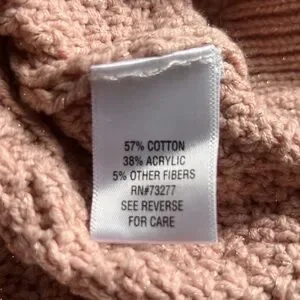 57% COTTON
38% ACRYLIC
5% OTHER FIBERS
RN#73277
SEE REVERSE
FOR CARE